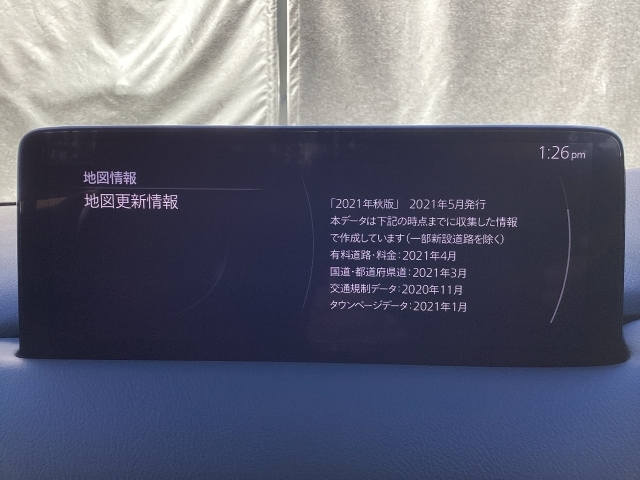 1:26 pm
地図情報
地図更新情報
「2021年秋版」 2021年5月発行
本データは下記の時点までに収集した情報
で作成しています(一部新設道路を除く)
有料道路・料金:2021年4月
国道・都道府県道:2021年3月
交通規制データ:2020年11月
タウンページデータ:2021年1月